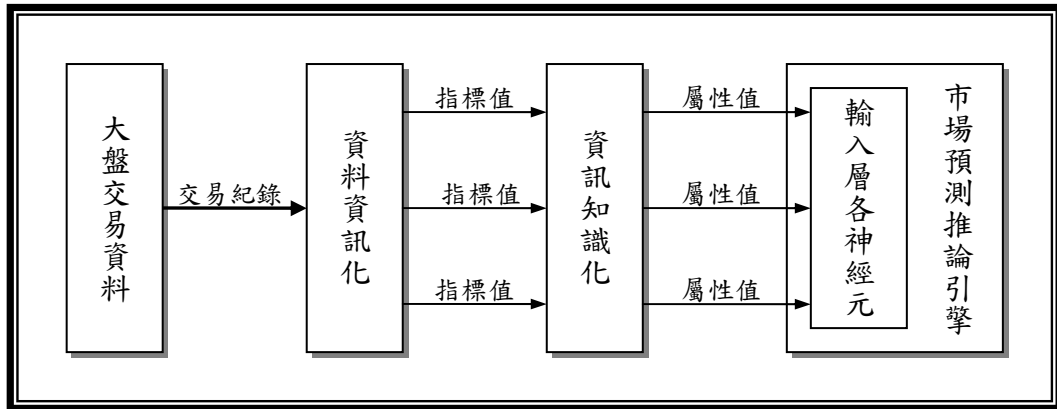 大盤交易資料
交易紀錄
資料資訊化
指標值
指標值
指標值
資訊知識化
屬性值
屬性值
屬性值
輸入層各神經元
市場預測推論引擎